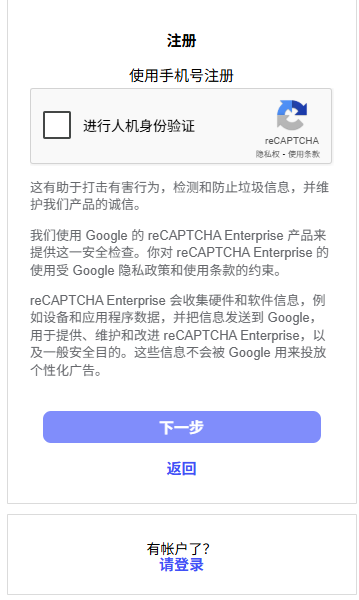 注册
使用手机号注册
进行人机身份验证
reCAPTCHA
隐私权 - 使用条款
这有助于打击有害行为，检测和防止垃圾信息，并维
护我们产品的诚信。
我们使用 Google 的 reCAPTCHA Enterprise 产品来
提供这一安全检查。你对 reCAPTCHA Enterprise 的
使用受 Google 隐私政策和使用条款的约束。
reCAPTCHA Enterprise 会收集硬件和软件信息，例
如设备和应用程序数据，并把信息发送到 Google，
用于提供、维护和改进 reCAPTCHA Enterprise，以
及一般安全目的。这些信息不会被 Google 用来投放
个性化广告。
下一步
返回
有帐户了？
请登录